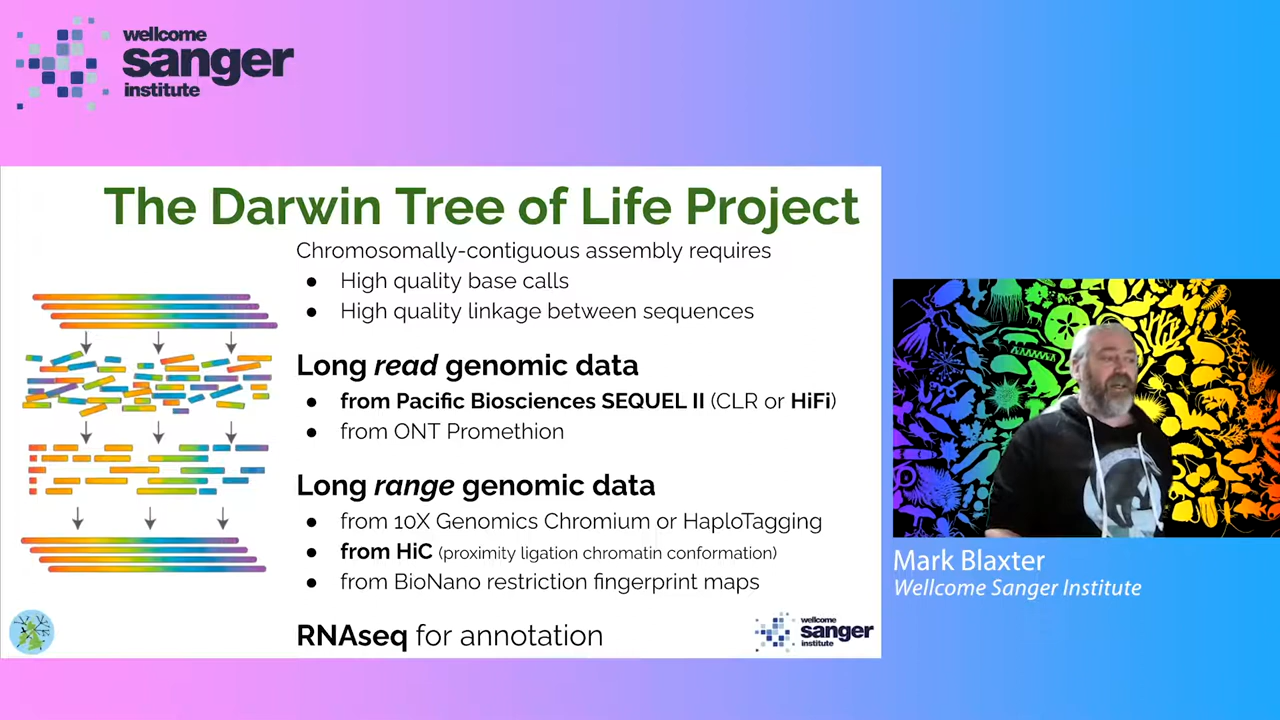 wellcome
sanger
institute
The Darwin Tree of Life Project
Chromosomally-contiguous assembly requires
● High quality base calls
● High quality linkage between sequences
Long read genomic data
● from Pacific Biosciences SEQUEL II (CLR or HiFi)
● from ONT Promethion
Long range genomic data
● from 10X Genomics Chromium or HaploTagging
● from HiC (proximity ligation chromatin conformation)
● from BioNano restriction fingerprint maps
RNAseq for annotation
wellcome
sanger
institute
Mark Blaxter
Wellcome Sanger Institute